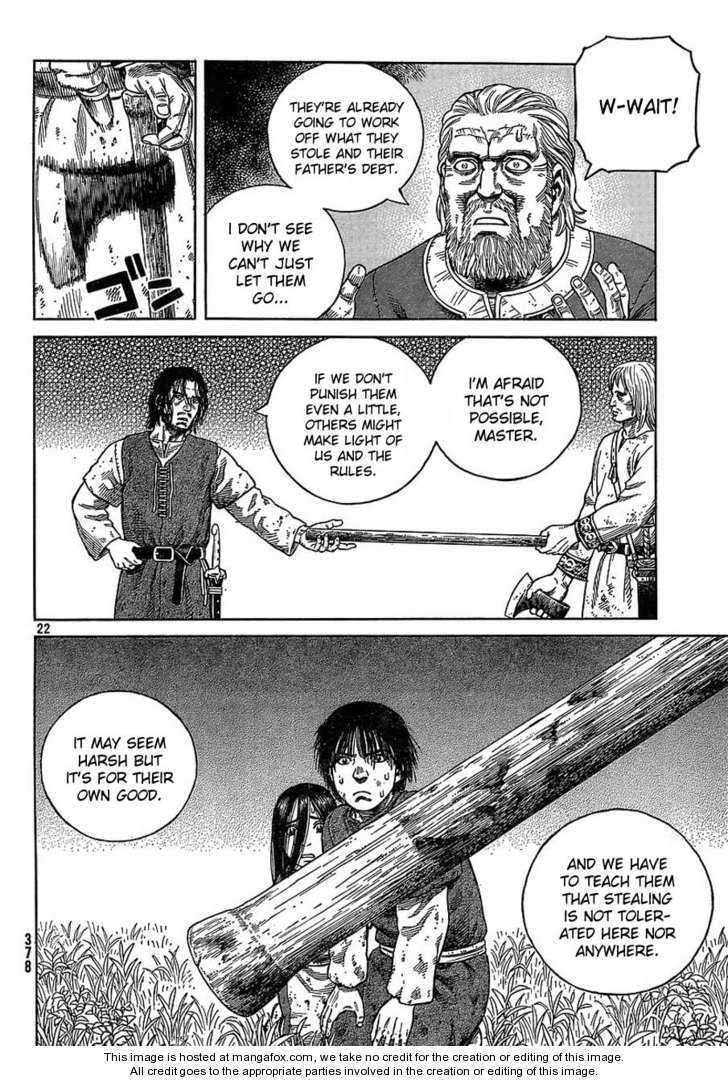 W-WAIT!
THEY'RE ALREADY
GOING TO WORK
OFF WHAT THEY
STOLE AND THEIR
FATHER'S DEBT.
I DON'T SEE
WHY WE
CAN'T JUST
LET THEM
GO...
ゴン
I'M AFRAID
THAT'S NOT
POSSIBLE,
MASTER.
IF WE DON'T
PUNISH THEM
EVEN A LITTLE,
OTHERS MIGHT
MAKE LIGHT OF
US AND THE
RULES.
22
IT MAY SEEM
HARSH BUT
IT'S FOR THEIR
OWN GOOD.
AND WE HAVE
TO TEACH THEM
THAT STEALING
IS NOT TOLER-
ATED HERE NOR
ANYWHERE.
378
This image is hosted at mangafox.com, we take no credit for the creation or editing of this image.
All credit goes to the appropriate parties involved in the creation or editing of this image.